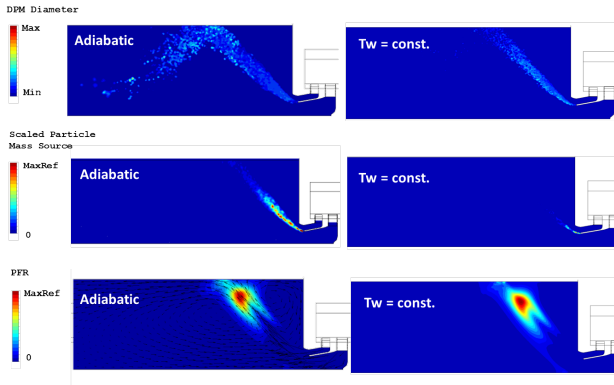 DPM Diameter
Max
Min
Adiabatic
Tw = const.
Scaled Particle
Mass Source
MaxRef
0
Adiabatic
Tw = const.
PFR
MaxRef
0
Adiabatic
Tw = const.